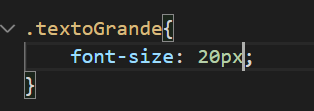 .textoGrande{
font-size: 20px;
}